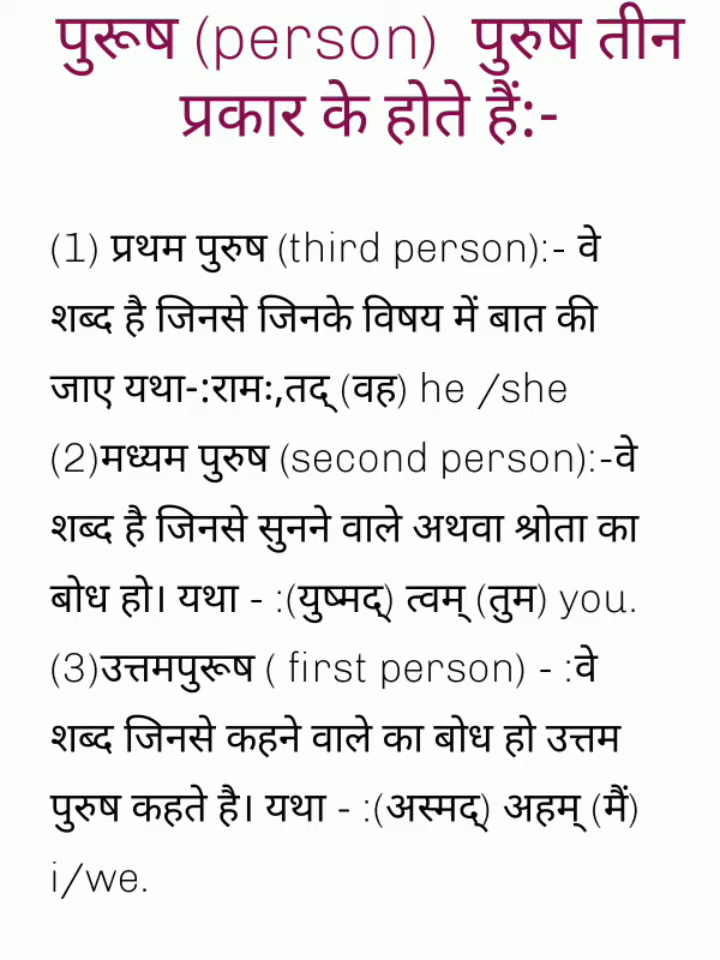 पुरूष (person) पुरुष तीन
प्रकार के होते हैं:-
(1) प्रथम पुरुष (third person):- वे
शब्द है जिनसे जिनके विषय में बात की
जाए यथा-:रामः,तद् (वह) he /she
(2)मध्यम पुरुष (second person):-वे
शब्द है जिनसे सुनने वाले अथवा श्रोता का
बोध हो। यथा - :(युष्मद्) त्वम् (तुम) you.
(3)उत्तमपुरूष ( first person) - :वे
शब्द जिनसे कहने वाले का बोध हो उत्तम
पुरुष कहते है। यथा - :(अस्मद्) अहम् (मैं)
i/we.